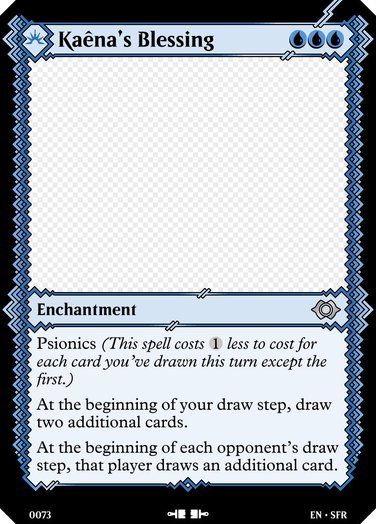 Kaêna's Blessing
Enchantment
Psionics (This spell costs 1 less to cost for
each card you've drawn this turn except the
first.)
At the beginning of your draw step, draw
two additional cards.
At the beginning of each opponent's draw
step, that player draws an additional card.
0073
EN • SFR